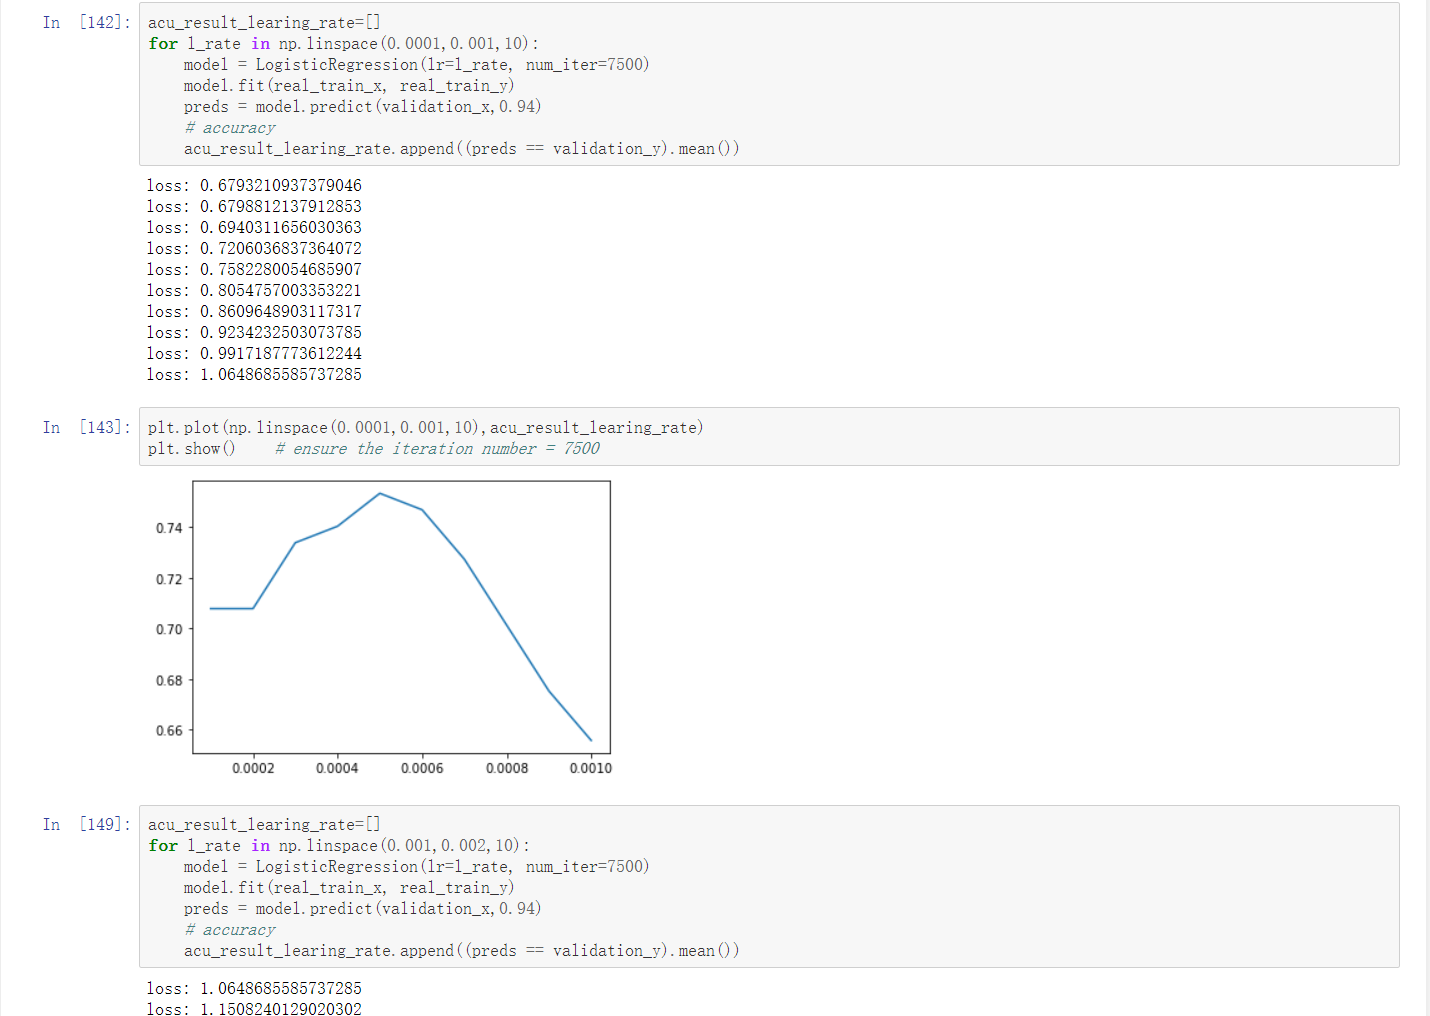 In [142]:
acu_result_learing_rate=[]
for l_rate in np.linspace(0.0001,0.001,10):
    model = LogisticRegression(lr=l_rate, num_iter=7500)
    model.fit(real_train_x, real_train_y)
    preds = model.predict(validation_x,0.94)
    # accuracy
    acu_result_learing_rate.append((preds == validation_y).mean())
loss: 0.6793210937379046
loss: 0.6798812137912853
loss: 0.6940311656030363
loss: 0.7206036837364072
loss: 0.7582280054685907
loss: 0.8054757003353221
loss: 0.8609648903117317
loss: 0.9234232503073785
loss: 0.9917187773612244
loss: 1.0648685585737285
In [143]:
plt.plot(np.linspace(0.0001,0.001,10),acu_result_learing_rate)
plt.show()    # ensure the iteration number = 7500
0.74
0.72
0.70
0.68
0.66
0.0002 0.0004 0.0006 0.0008 0.0010
In [149]:
acu_result_learing_rate=[]
for l_rate in np.linspace(0.001,0.002,10):
    model = LogisticRegression(lr=l_rate, num_iter=7500)
    model.fit(real_train_x, real_train_y)
    preds = model.predict(validation_x,0.94)
    # accuracy
    acu_result_learing_rate.append((preds == validation_y).mean())
loss: 1.0648685585737285
loss: 1.1508240129020302